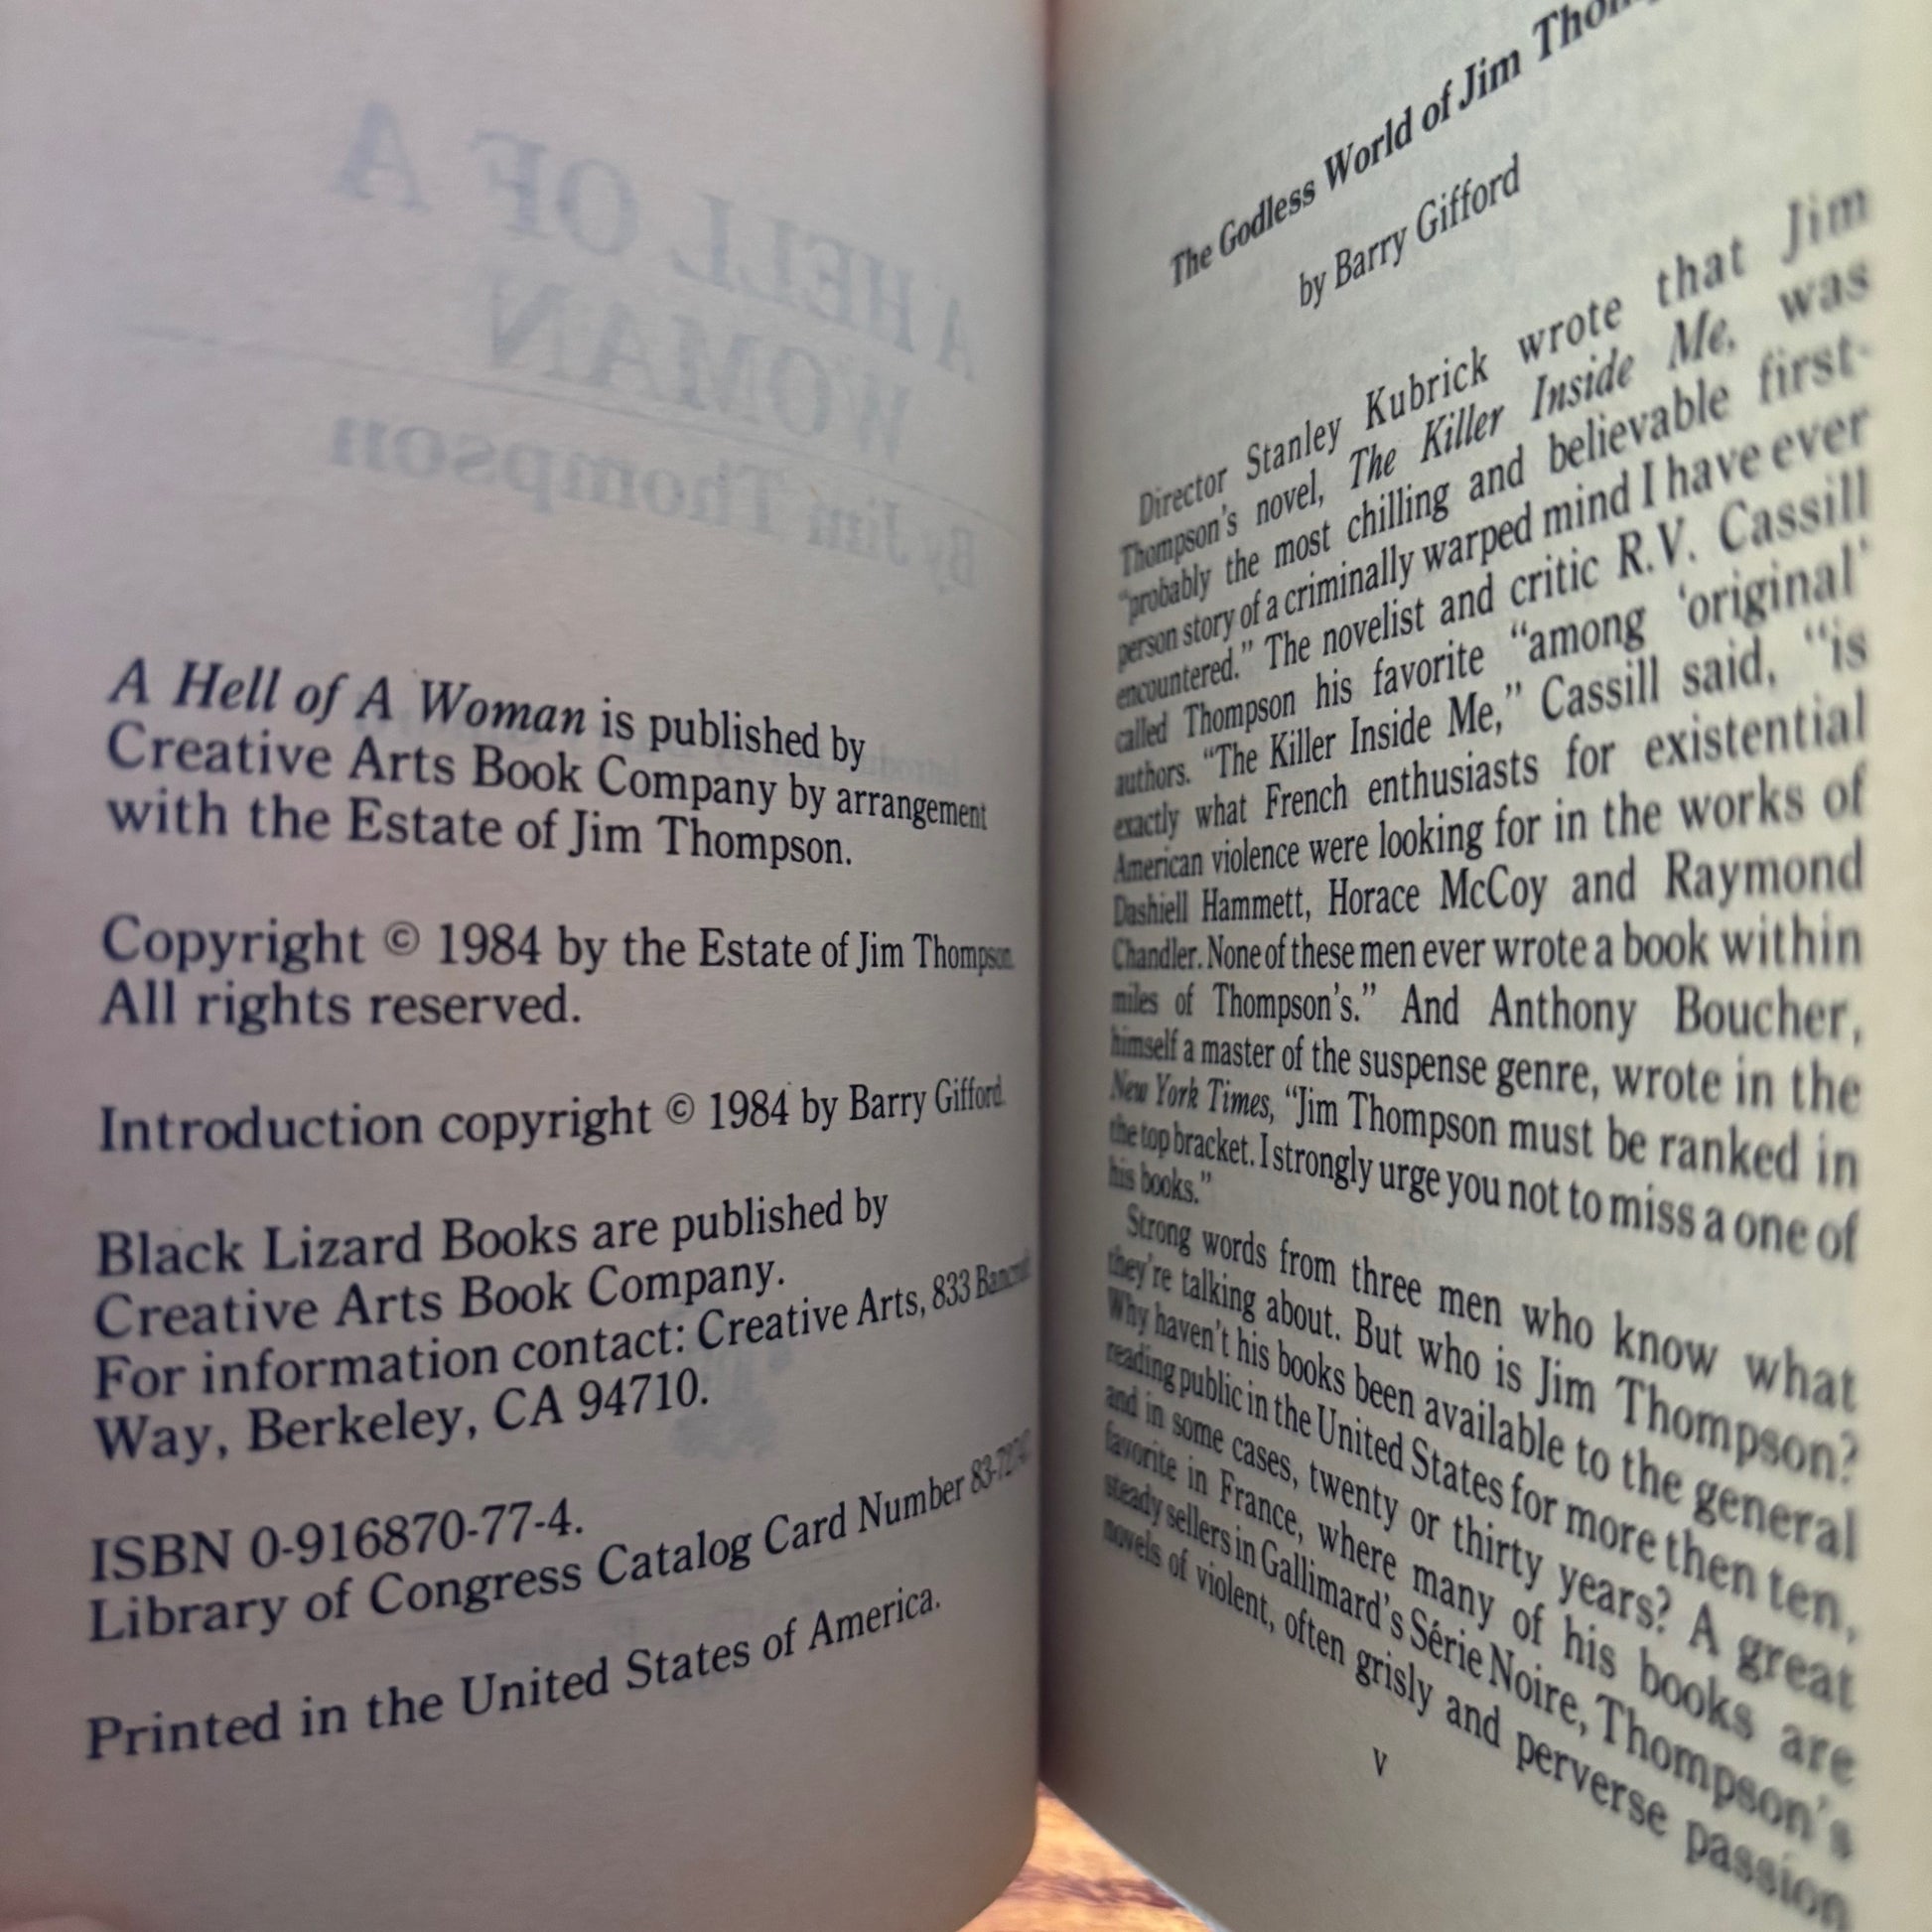 A HELL OF A
WOMAN
By Jim Thompson
A Hell of A Woman is published by
Creative Arts Book Company by arrangement
with the Estate of Jim Thompson.
Copyright © 1984 by the Estate of Jim Thompson.
All rights reserved.
Introduction copyright © 1984 by Barry Gifford.
Black Lizard Books are published by
Creative Arts Book Company.
For information contact: Creative Arts, 833 Bancroft
Way, Berkeley, CA 94710.
ISBN 0-916870-77-4.
Library of Congress Catalog Card Number
Printed in the United States of America.
The Godless World of Jim
by Barry Gifford
Director Stanley Kubrick wrote that Jim
Thompson's novel, The Killer Inside Me, was
“probably the most chilling and believable first-
person story of a criminally warped mind I have ever
encountered.” The novelist and critic R.V. Cassill
called Thompson his favorite “among ‘original’
authors. “The Killer Inside Me,” Cassill said, “is
exactly what French enthusiasts for existential
American violence were looking for in the works of
Dashiell Hammett, Horace McCoy and Raymond
Chandler. None of these men ever wrote a book within
miles of Thompson's.” And Anthony Boucher,
himself a master of the suspense genre, wrote in the
New York Times, “Jim Thompson must be ranked in
the top bracket. I strongly urge you not to miss a one of
his books.”
Strong words from three men who know what
they're talking about. But who is Jim Thompson?
Why haven't his books been available to the general
reading public in the United States for more then ten,
and in some cases, twenty or thirty years? A great
favorite in France, where many of his books are
steady sellers in Gallimard's Série Noire, Thompson's
novels of violent, often grisly and perverse passion
v